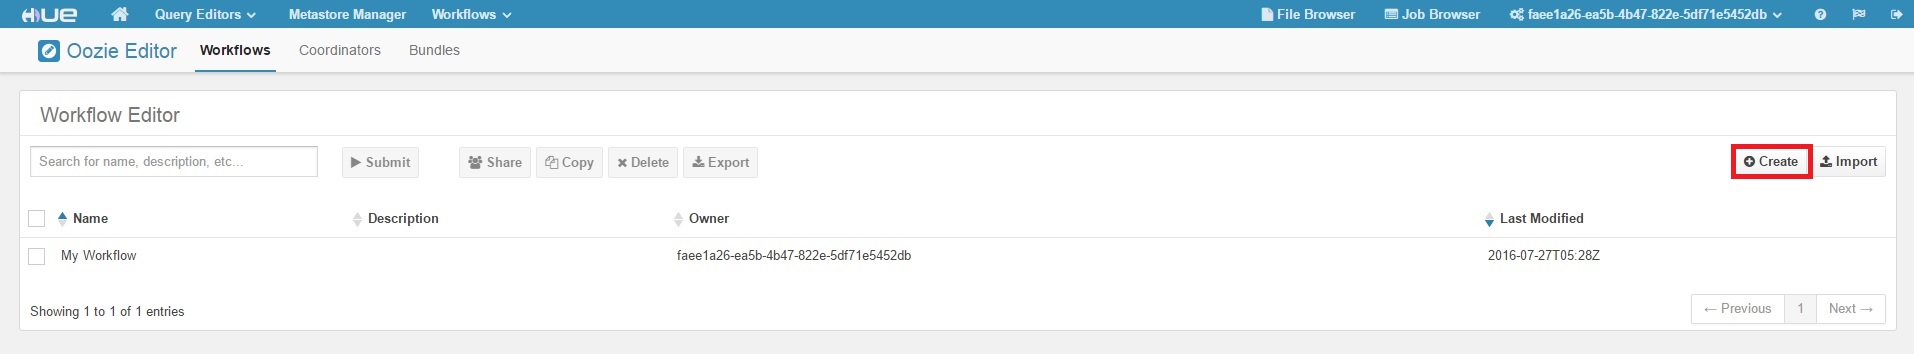 HUE Query Editors Metastore Manager Workflows File Browser Job Browser faee1a26-ea5b-4b47-822e-5df71e5452db
Oozie Editor Workflows Coordinators Bundles
Workflow Editor
Search for name, description, etc... Submit Share Copy Delete Export Create Import
Name Description Owner Last Modified
My Workflow faee1a26-ea5b-4b47-822e-5df71e5452db 2016-07-27T05:28Z
Showing 1 to 1 of 1 entries ← Previous 1 Next →